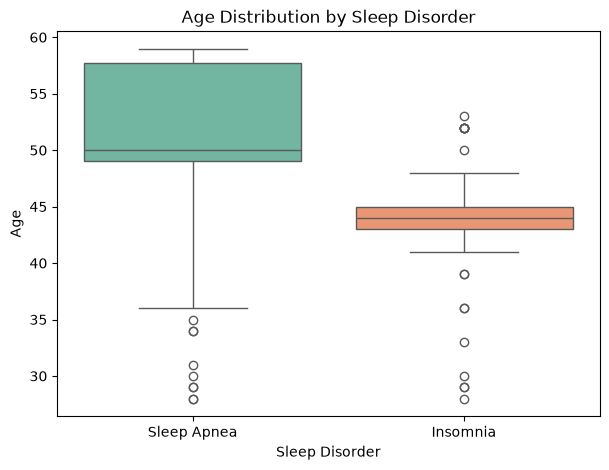 Age Distribution by Sleep Disorder
60
55
50
45
40
35
30
Age
Sleep Apnea
Insomnia
Sleep Disorder